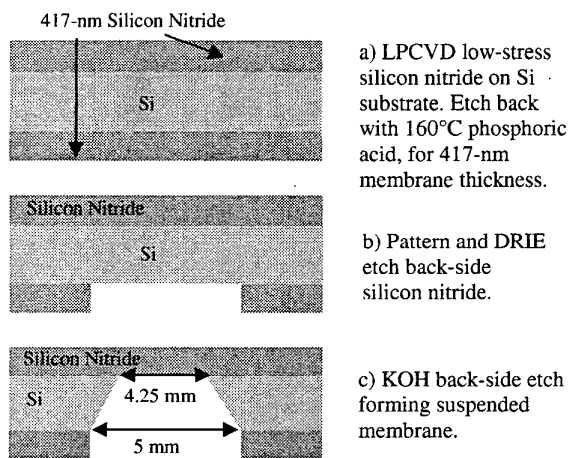 417-nm Silicon Nitride
Si
a) LPCVD low-stress
silicon nitride on Si
substrate. Etch back
with 160°C phosphoric
acid, for 417-nm
membrane thickness.
Silicon Nitride
Si
b) Pattern and DRIE
etch back-side
silicon nitride.
Silicon Nitride
Si
4.25 mm
5 mm
c) KOH back-side etch
forming suspended
membrane.